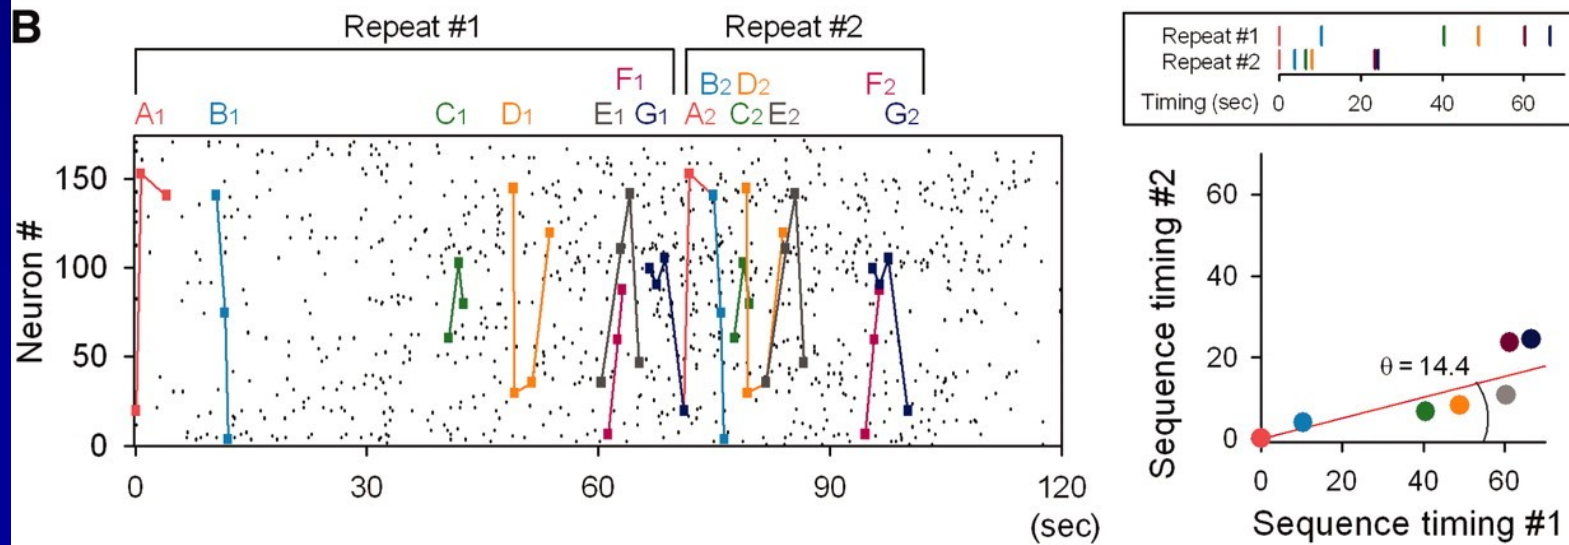 B
Repeat #1 Repeat #2
F1 B2 D2 F2
A1 B1 C1 D1 E1 G1 A2 C2 E2 G2
Neuron #
150
100
50
0
0 30 60 90 120
(sec)
Repeat #1
Repeat #2
Timing (sec) 0 20 40 60
Sequence timing #2
60
40
20
0
θ = 14.4
0 20 40 60
Sequence timing #1